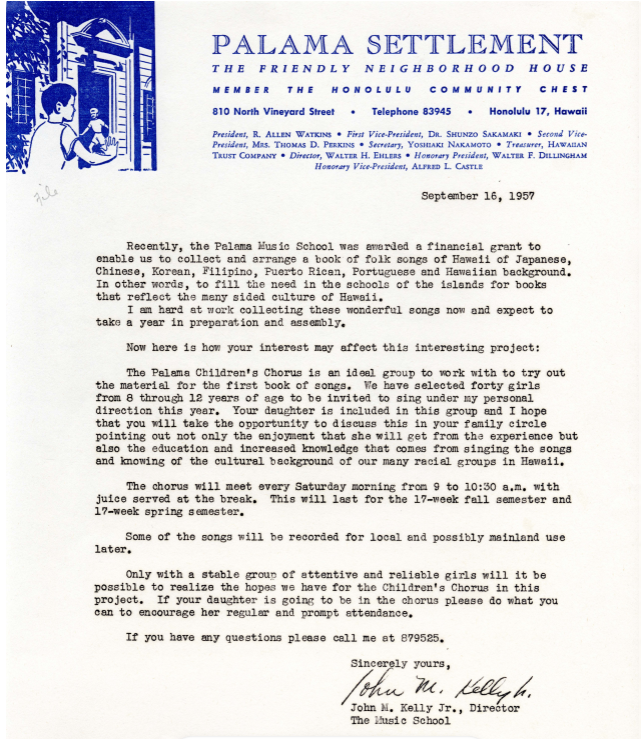 PALAMA SETTLEMENT
THE FRIENDLY NEIGHBORHOOD HOUSE
MEMBER THE HONOLULU COMMUNITY CHEST
810 North Vineyard Street • Telephone 83945 • Honolulu 17, Hawaii
President, R. ALLEN WATKINS • First Vice-President, DR. SHUNZO SAKAMAKI • Second Vice-
President, MRS. THOMAS D. PERKINS • Secretary, YOSHIAKI NAKAMOTO • Treasurer, HAWAIIAN
TRUST COMPANY • Director, WALTER H. EHLERS • Honorary President, WALTER F. DILLINGHAM
Honorary Vice-President, ALFRED L. CASTLE
File
September 16, 1957
Recently, the Palama Music School was awarded a financial grant to
enable us to collect and arrange a book of folk songs of Hawaii of Japanese,
Chinese, Korean, Filipino, Puerto Rican, Portuguese and Hawaiian background.
In other words, to fill the need in the schools of the islands for books
that reflect the many sided culture of Hawaii.
I am hard at work collecting these wonderful songs now and expect to
take a year in preparation and assembly.
Now here is how your interest may affect this interesting project:
The Palama Children's Chorus is an ideal group to work with to try out
the material for the first book of songs. We have selected forty girls
from 8 through 12 years of age to be invited to sing under my personal
direction this year. Your daughter is included in this group and I hope
that you will take the opportunity to discuss this in your family circle
pointing out not only the enjoyment that she will get from the experience but
also the education and increased knowledge that comes from singing the songs
and knowing of the cultural background of our many racial groups in Hawaii.
The chorus will meet every Saturday morning from 9 to 10:30 a.m. with
juice served at the break. This will last for the 17-week fall semester and
17-week spring semester.
Some of the songs will be recorded for local and possibly mainland use
later.
Only with a stable group of attentive and reliable girls will it be
possible to realize the hopes we have for the Children's Chorus in this
project. If your daughter is going to be in the chorus please do what you
can to encourage her regular and prompt attendance.
If you have any questions please call me at 879525.
Sincerely yours,
John M. Kelly Jr.
John M. Kelly Jr., Director
The Music School